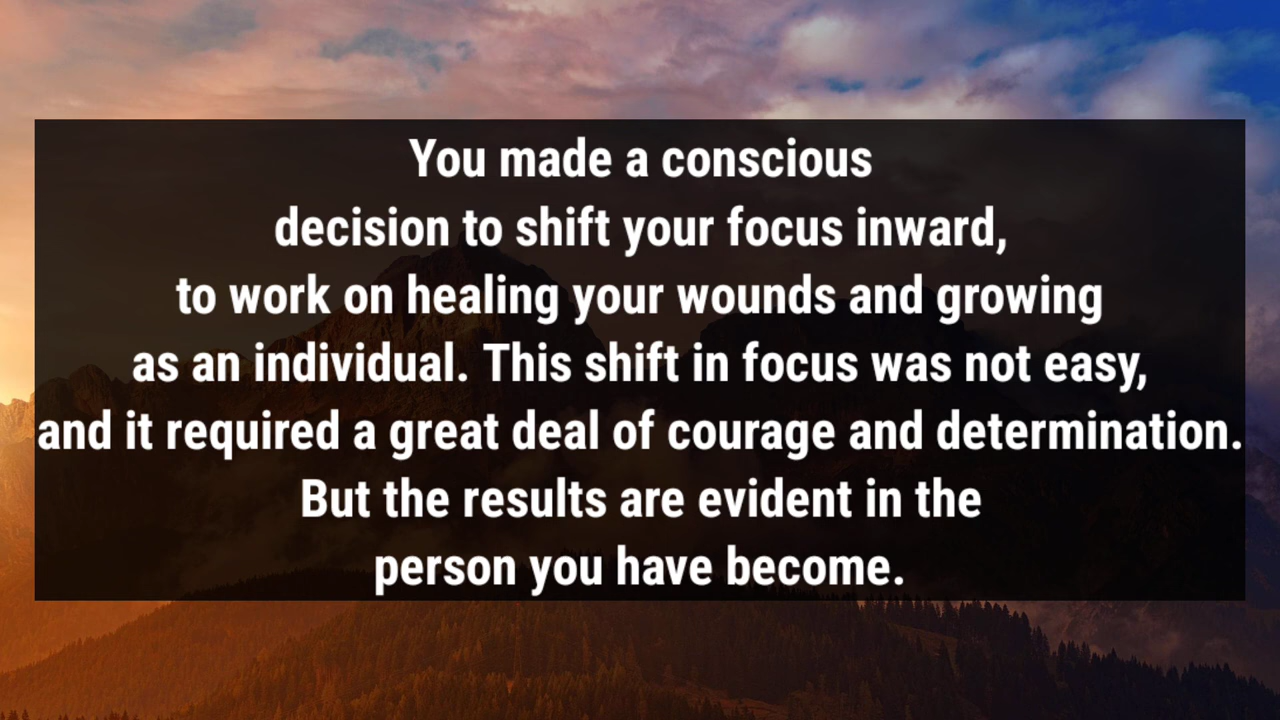 You made a conscious
decision to shift your focus inward,
to work on healing your wounds and growing
as an individual. This shift in focus was not easy,
and it required a great deal of courage and determination.
But the results are evident in the
person you have become.